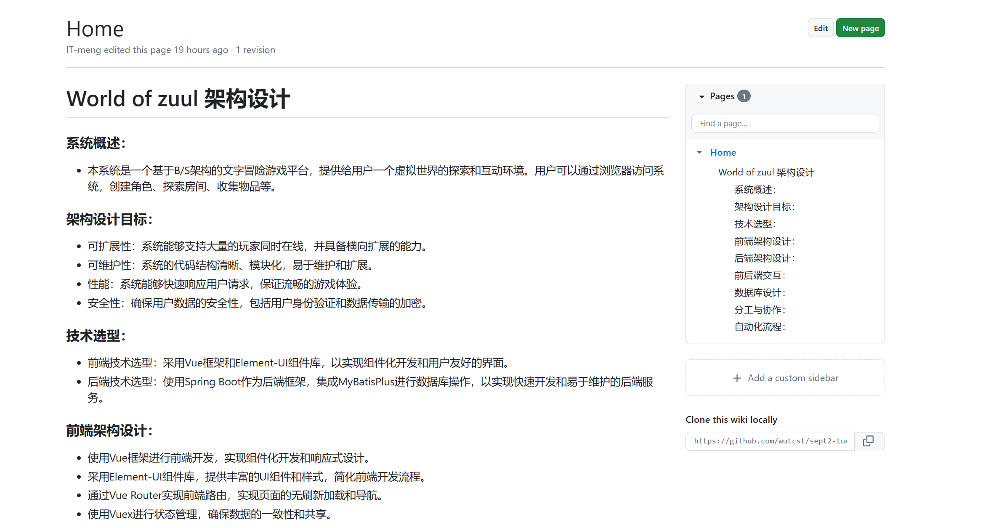 Home
Edit
New page
IT-meng edited this page 19 hours ago · 1 revision
World of zuul 架构设计
系统概述：
本系统是一个基于B/S架构的文字冒险游戏平台，提供给用户一个虚拟世界的探索和互动环境。用户可以通过浏览器访问系
统，创建角色、探索房间、收集物品等。
架构设计目标：
可扩展性：系统能够支持大量的玩家同时在线，并具备横向扩展的能力。
可维护性：系统的代码结构清晰、模块化，易于维护和扩展。
性能：系统能够快速响应用户请求，保证流畅的游戏体验。
安全性：确保用户数据的安全性，包括用户身份验证和数据传输的加密。
技术选型：
前端技术选型：采用Vue框架和Element-UI组件库，以实现组件化开发和用户友好的界面。
后端技术选型：使用Spring Boot作为后端框架，集成MyBatisPlus进行数据库操作，以实现快速开发和易于维护的后端服
务。
前端架构设计：
使用Vue框架进行前端开发，实现组件化开发和响应式设计。
采用Element-UI组件库，提供丰富的UI组件和样式，简化前端开发流程。
通过Vue Router实现前端路由，实现页面的无刷新加载和导航。
使用Vuex进行状态管理，确保数据的一致性和共享。
Pages 1
Find a page...
Home
World of zuul 架构设计
系统概述：
架构设计目标：
技术选型：
前端架构设计：
后端架构设计：
前后端交互：
数据库设计：
分工与协作：
自动化流程：
Add a custom sidebar
Clone this wiki locally
https://github.com/wutcst/sept2-tue